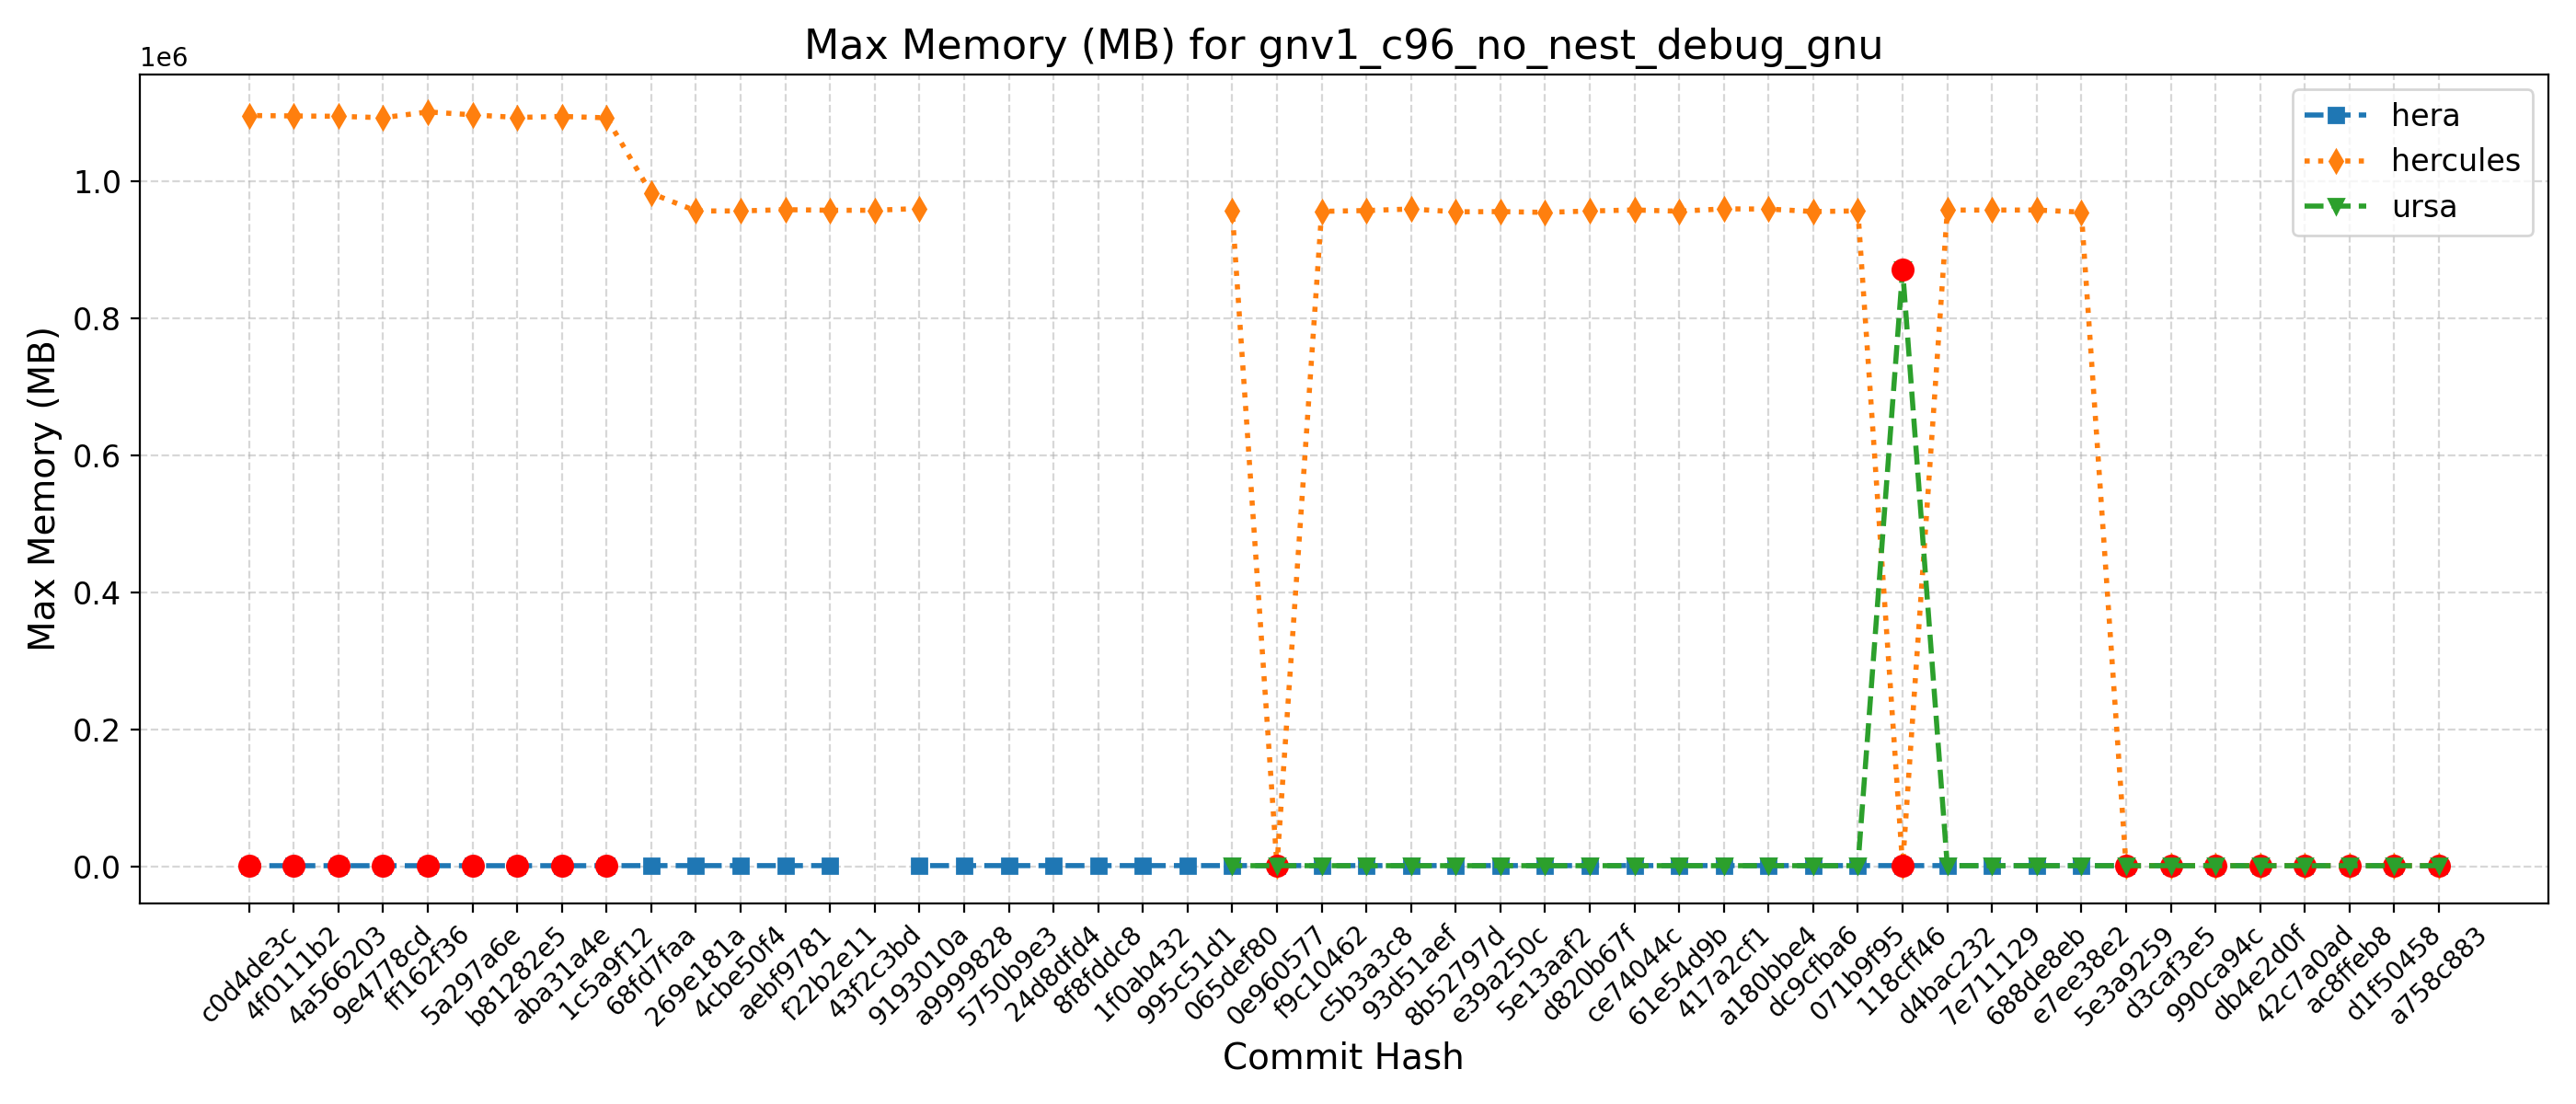 Max Memory (MB) for gnv1_c96_no_nest_debug_gnu
1e6
hera
hercules
ursa
1.0
0.8
0.6
0.4
0.2
0.0
Max Memory (MB)
c0d4de3c
4f0111b2
4a566203
9e4778cd
ff162f36
5a297a6e
b81282e5
aba31a4e
1c5a9f12
68fd7faa
269e181a
4cbe50f4
aebf9781
f22b2e11
43f2c3bd
9193010a
a9999828
5750b9e3
24d8dfd4
8f8fddc8
1f0ab432
995c51d1
065def80
0e960577
f9c10462
c5b3a3c8
93d51aef
8b52797d
e39a250c
5e13aaf2
d820b67f
ce74044c
61e54d9b
417a2cf1
a180bbe4
dc9cfba6
071b9f95
118cff46
d4bac232
7e711129
688de8eb
e7ee38e2
5e3a9259
d3caf3e5
990ca94c
db4e2d0f
42c7a0ad
ac8ffeb8
d1f50458
a758c883
Commit Hash